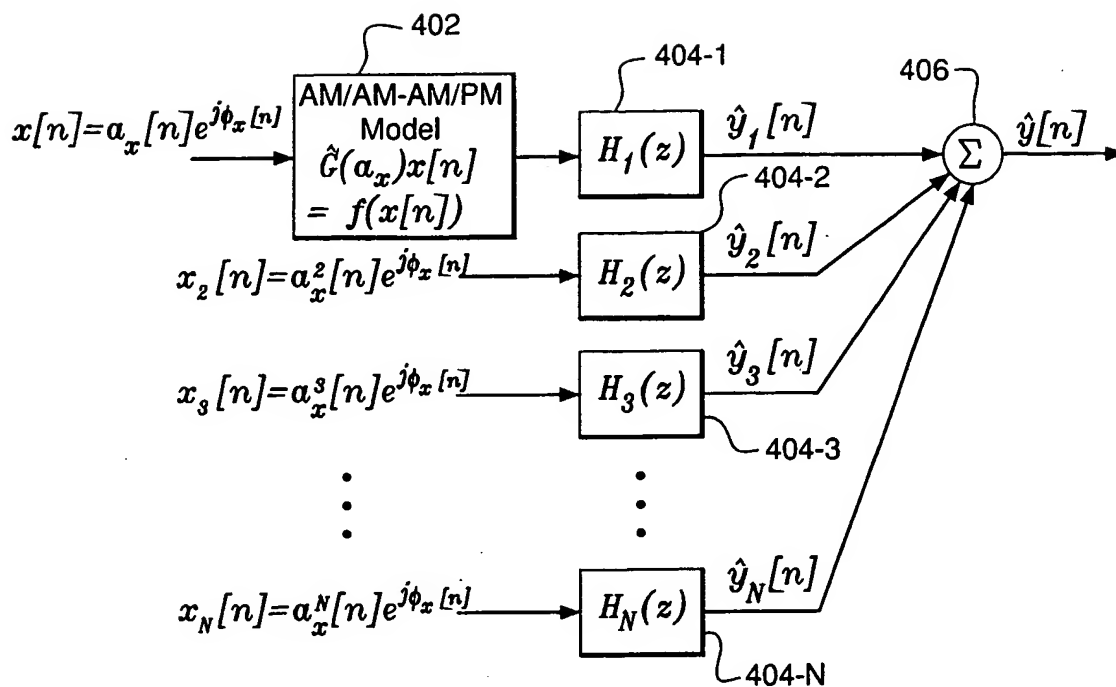 402
404-1
406
x[n]=a_x[n]e^{jϕ_x[n]}
AM/AM-AM/PM
Model
G̃(a_x)x[n]
= f(x[n])
H_1(z)
ŷ_1[n]
Σ
ŷ[n]
404-2
x_2[n]=a_x^2[n]e^{jϕ_x[n]}
H_2(z)
ŷ_2[n]
x_3[n]=a_x^3[n]e^{jϕ_x[n]}
H_3(z)
ŷ_3[n]
404-3
x_N[n]=a_x^N[n]e^{jϕ_x[n]}
H_N(z)
ŷ_N[n]
404-N